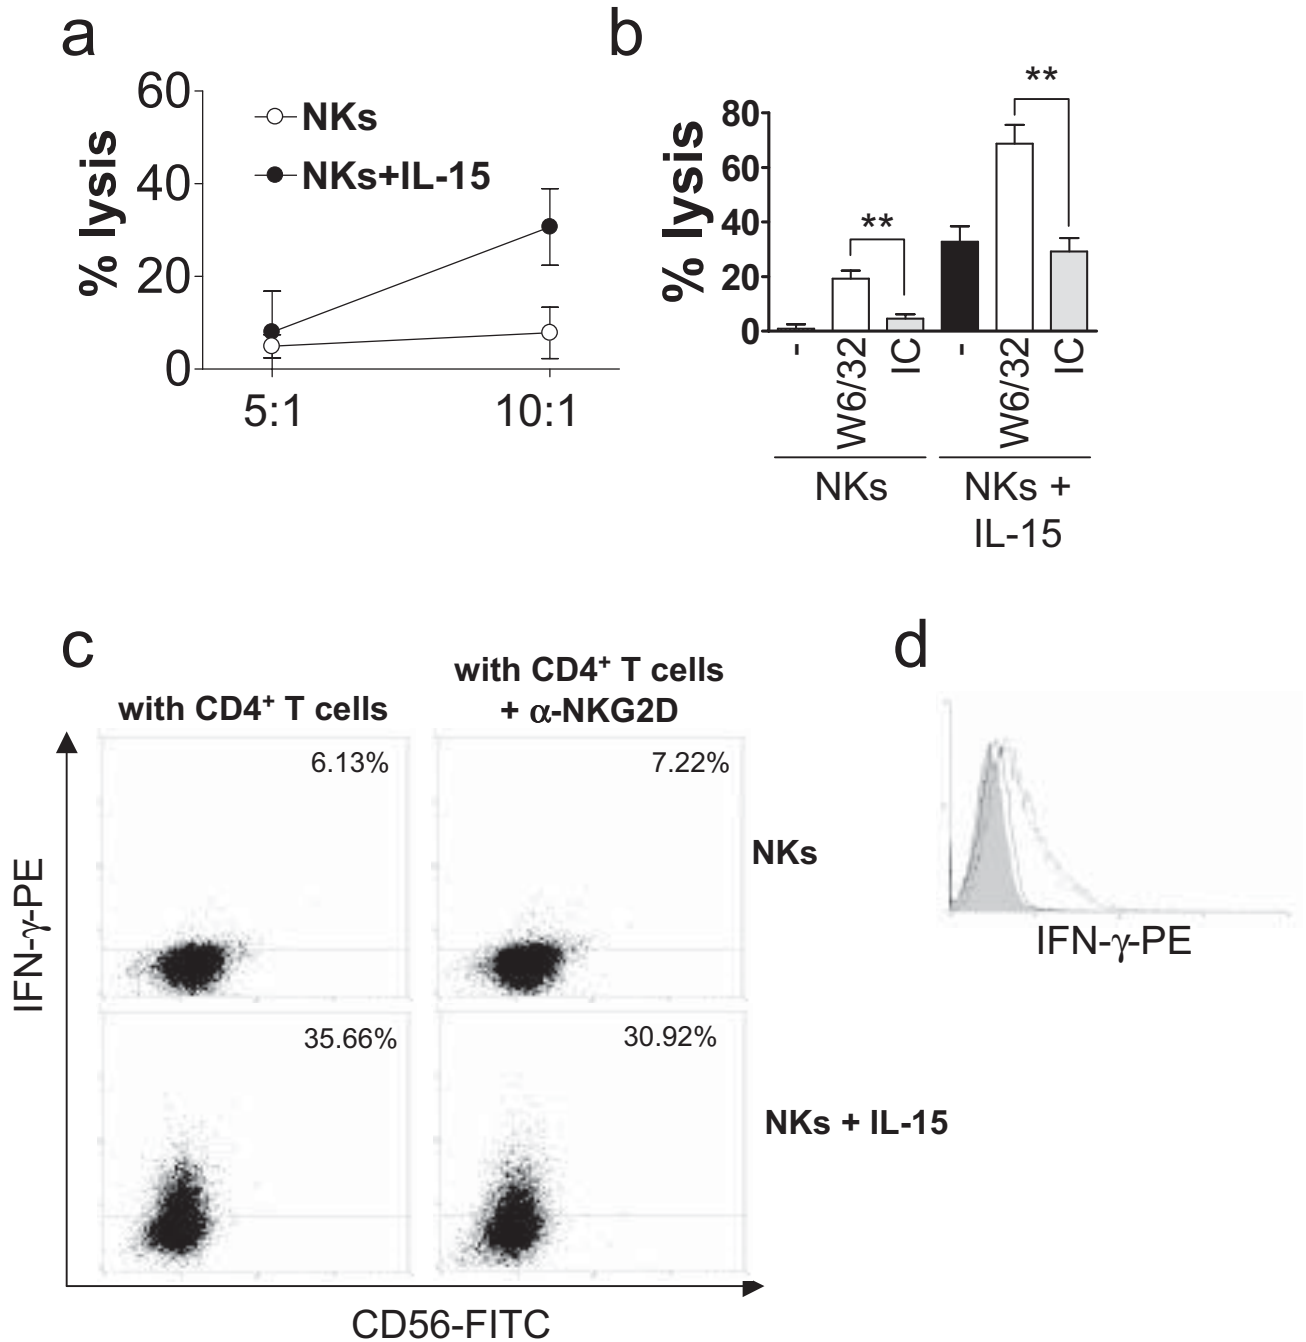 a
60
40
20
0
% lysis
NKs
NKs+IL-15
5:1
10:1
b
80
60
40
20
0
% lysis
**
**
-
W6/32
IC
-
W6/32
IC
NKs
NKs +
IL-15
c
with CD4+ T cells
with CD4+ T cells
+ α-NKG2D
6.13%
7.22%
NKs
35.66%
30.92%
NKs + IL-15
IFN-γ-PE
CD56-FITC
d
IFN-γ-PE